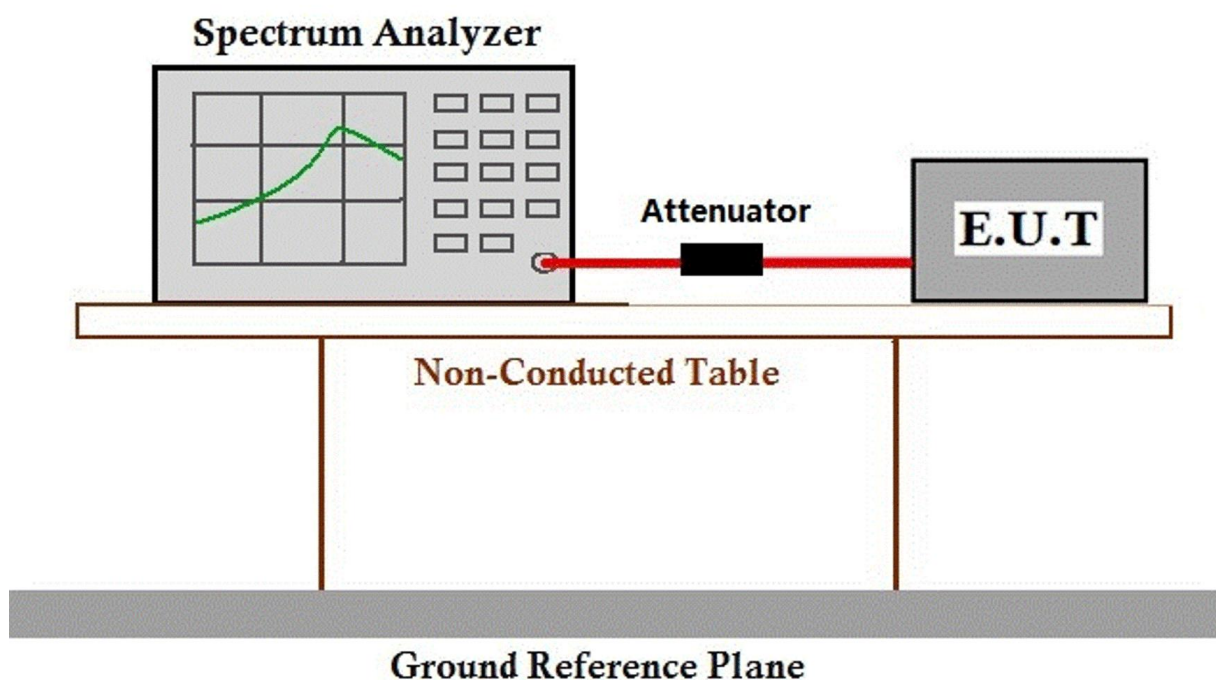 Spectrum Analyzer
Attenuator
E.U.T
Non-Conducted Table
Ground Reference Plane